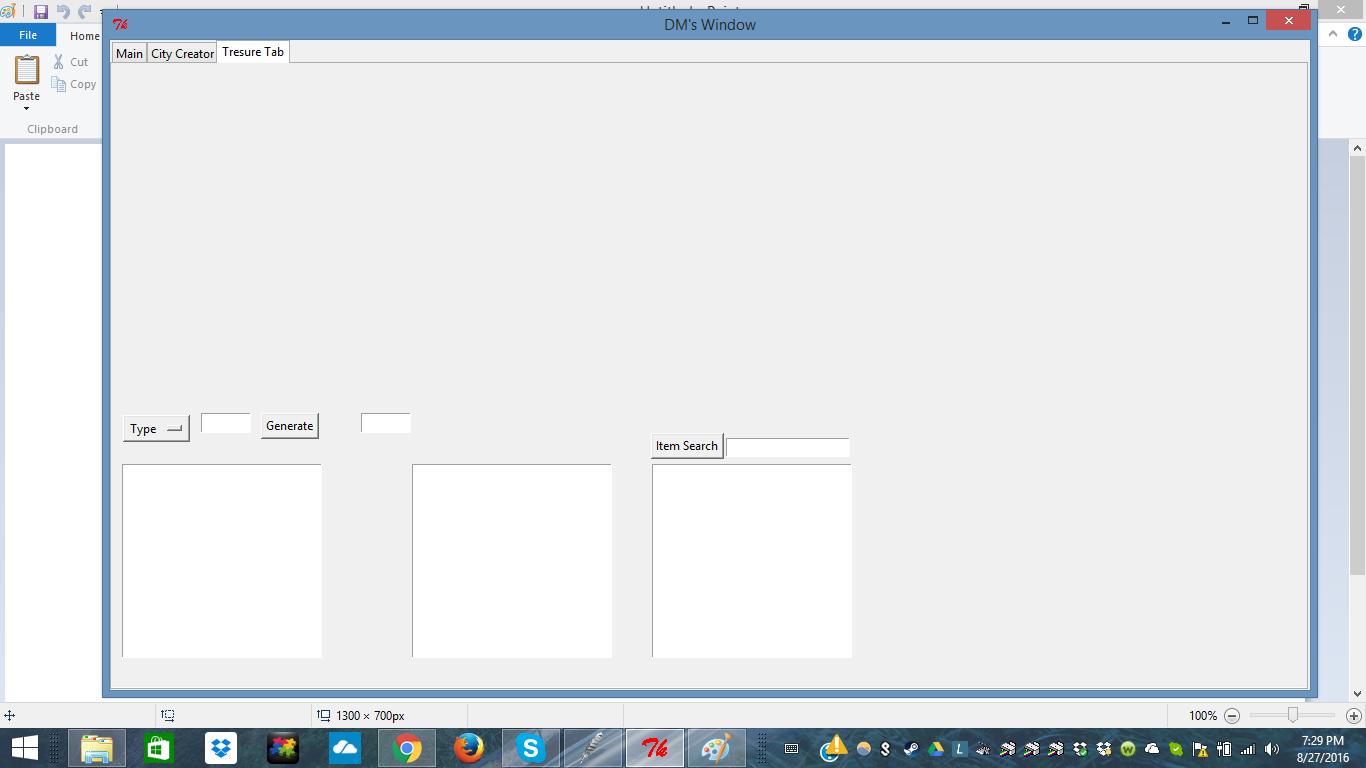 DM's Window
File
Home
Main
City Creator
Tresure Tab
Cut
Copy
Paste
Clipboard
Type
Generate
Item Search
1300 × 700px
100%
7:29 PM
8/27/2016